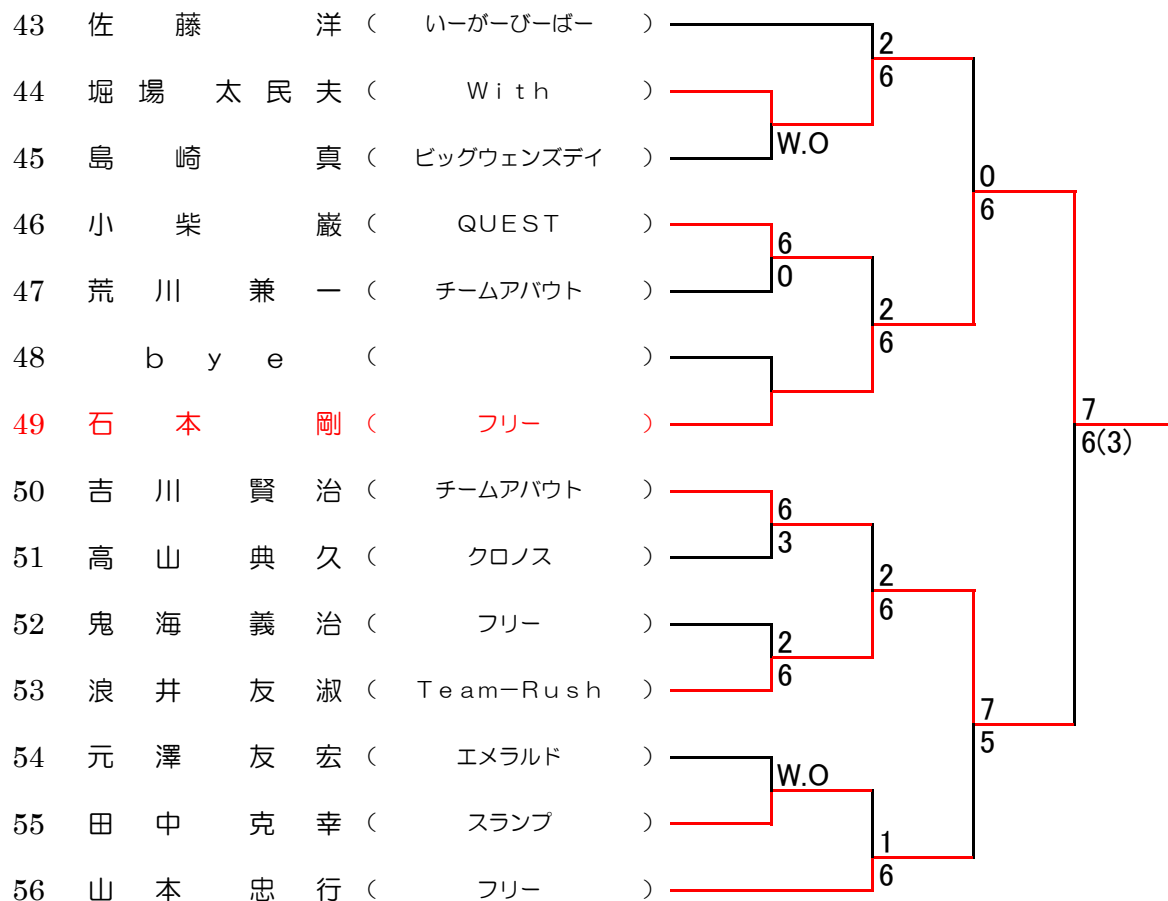 43 佐藤洋 ( いーがーびーばー )
2
6
44 堀場太民夫 ( With )
W.O
45 島崎真 ( ビッグウェンズデイ )
0
6
46 小柴巌 ( QUEST )
6
0
47 荒川兼一 ( チームアバウト )
2
6
48 bye ( )
49 石本剛 ( フリー )
7
6(3)
50 吉川賢治 ( チームアバウト )
6
3
51 高山典久 ( クロノス )
2
6
52 鬼海義治 ( フリー )
2
6
53 浪井友淑 ( Team−Rush )
7
5
54 元澤友宏 ( エメラルド )
W.O
55 田中克幸 ( スランプ )
1
6
56 山本忠行 ( フリー )